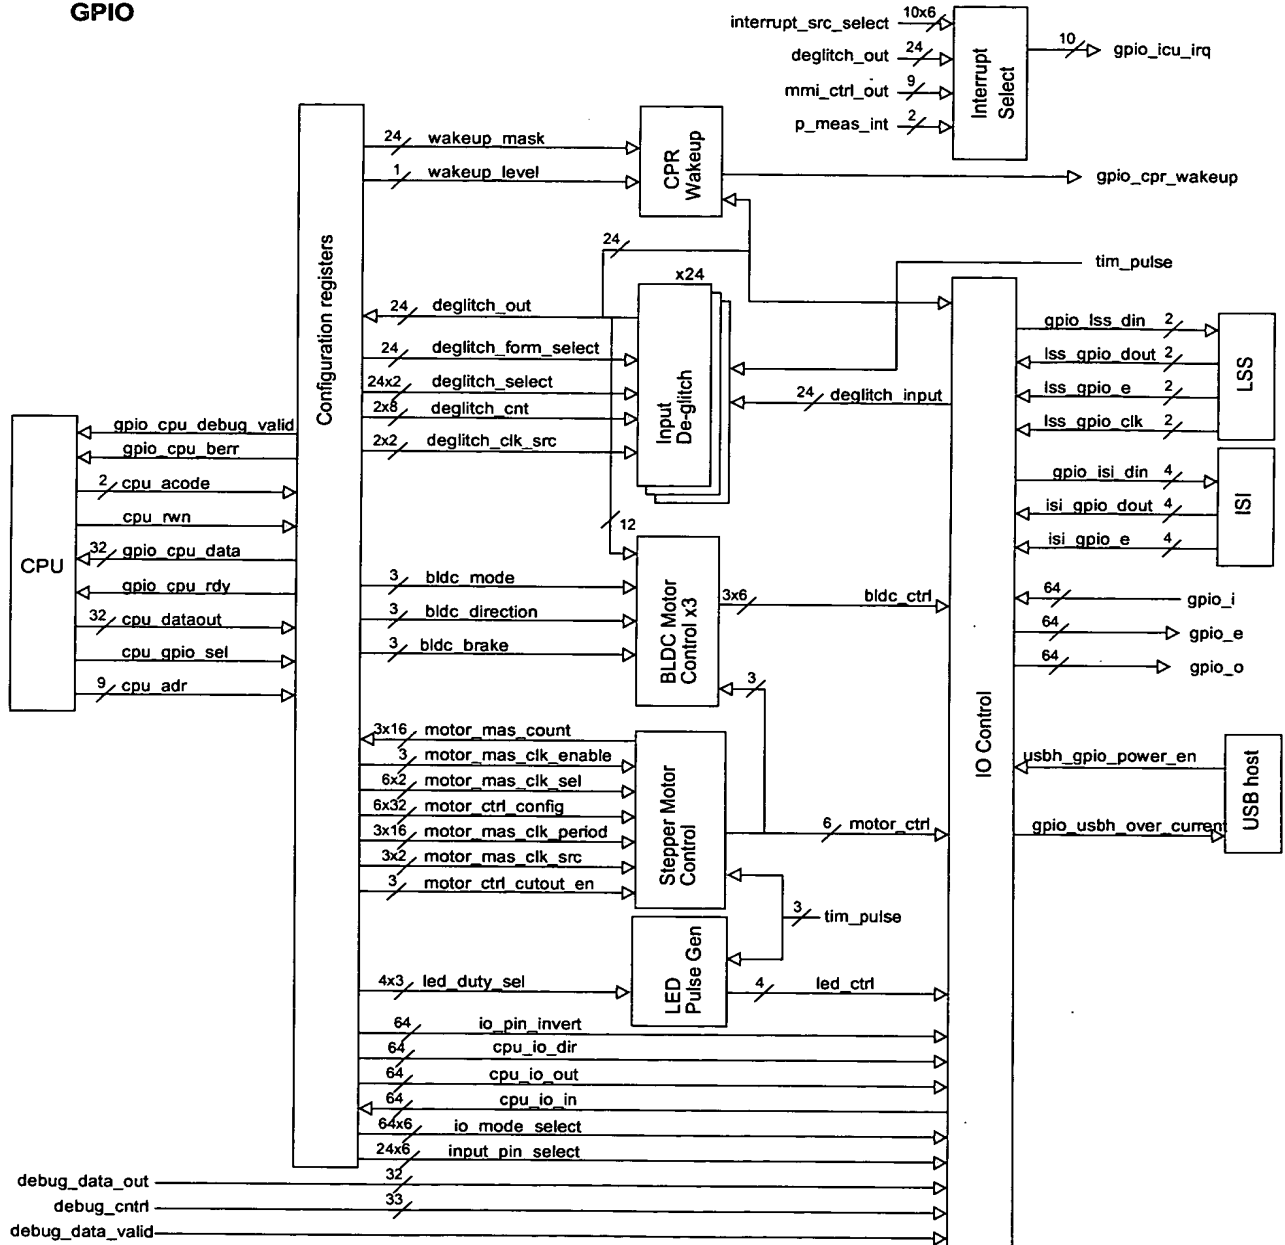 GPIO
interrupt_src_select
10x6
deglitch_out
24
mmi_ctrl_out
9
p_meas_int
2
Interrupt
Select
10
gpio_icu_irq
Configuration registers
24
wakeup_mask
1
wakeup_level
CPR
Wakeup
gpio_cpr_wakeup
24
x24
tim_pulse
24
deglitch_out
24
deglitch_form_select
24x2
deglitch_select
2x8
deglitch_cnt
2x2
deglitch_clk_src
Input
De-glitch
24
deglitch_input
12
gpio_lss_din
2
lss_gpio_dout
2
lss_gpio_e
2
lss_gpio_clk
2
LSS
gpio_isi_din
4
isi_gpio_dout
4
isi_gpio_e
4
ISI
CPU
gpio_cpu_debug_valid
gpio_cpu_berr
2
cpu_acode
cpu_rwn
32
gpio_cpu_data
gpio_cpu_rdy
32
cpu_dataout
cpu_gpio_sel
9
cpu_adr
3
bldc_mode
3
bldc_direction
3
bldc_brake
BLDC Motor
Control x3
3x6
bldc_ctrl
3
64
gpio_i
64
gpio_e
64
gpio_o
IO Control
3x16
motor_mas_count
3
motor_mas_clk_enable
6x2
motor_mas_clk_sel
6x32
motor_ctrl_config
3x16
motor_mas_clk_period
3x2
motor_mas_clk_src
3
motor_ctrl_cutout_en
Stepper Motor
Control
6
motor_ctrl
usbh_gpio_power_en
gpio_usbh_over_current
USB host
3
tim_pulse
4x3
led_duty_sel
LED
Pulse Gen
4
led_ctrl
64
io_pin_invert
64
cpu_io_dir
64
cpu_io_out
64
cpu_io_in
64x6
io_mode_select
24x6
input_pin_select
debug_data_out
32
debug_cntrl
33
debug_data_valid